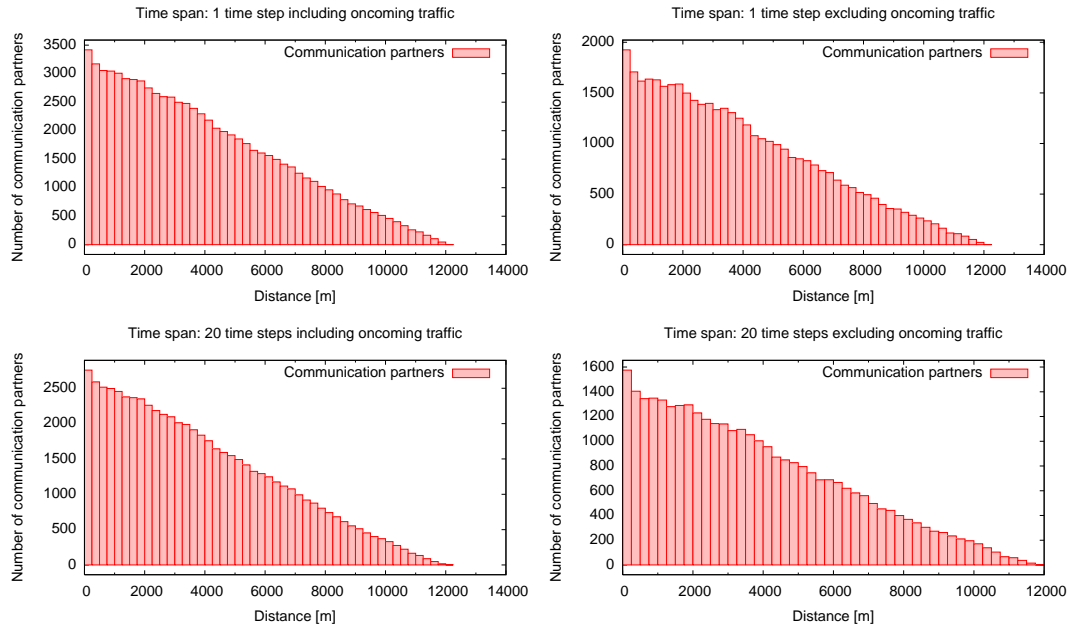 Time span: 1 time step including oncoming traffic
Number of communication partners
3500
3000
2500
2000
1500
1000
500
0
Communication partners
0 2000 4000 6000 8000 10000 12000 14000
Distance [m]
Time span: 1 time step excluding oncoming traffic
Number of communication partners
2000
1500
1000
500
0
Communication partners
0 2000 4000 6000 8000 10000 12000 14000
Distance [m]
Time span: 20 time steps including oncoming traffic
Number of communication partners
2500
2000
1500
1000
500
0
Communication partners
0 2000 4000 6000 8000 10000 12000 14000
Distance [m]
Time span: 20 time steps excluding oncoming traffic
Number of communication partners
1600
1400
1200
1000
800
600
400
200
0
Communication partners
0 2000 4000 6000 8000 10000 12000
Distance [m]